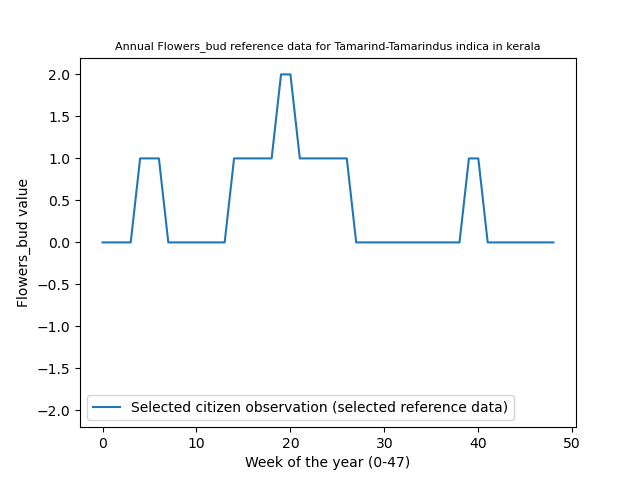 Annual Flowers_bud reference data for Tamarind-Tamarindus indica in kerala
2.0
1.5
1.0
0.5
0.0
−0.5
−1.0
−1.5
−2.0
Flowers_bud value
Selected citizen observation (selected reference data)
0 10 20 30 40 50
Week of the year (0-47)